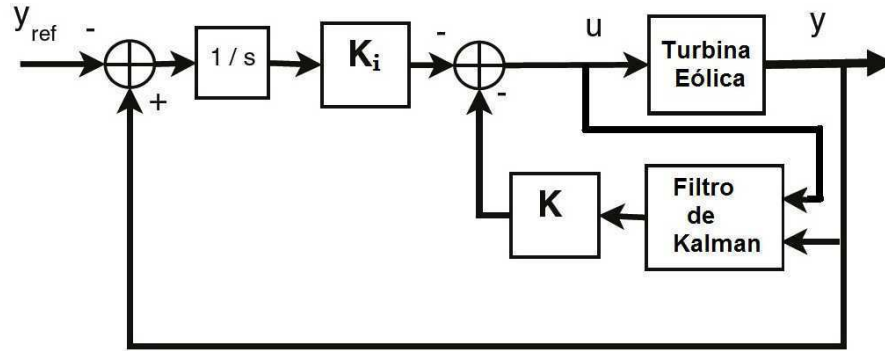 y_ref
-
+
1 / s
K_i
-
-
u
Turbina
Eólica
y
K
Filtro
de
Kalman